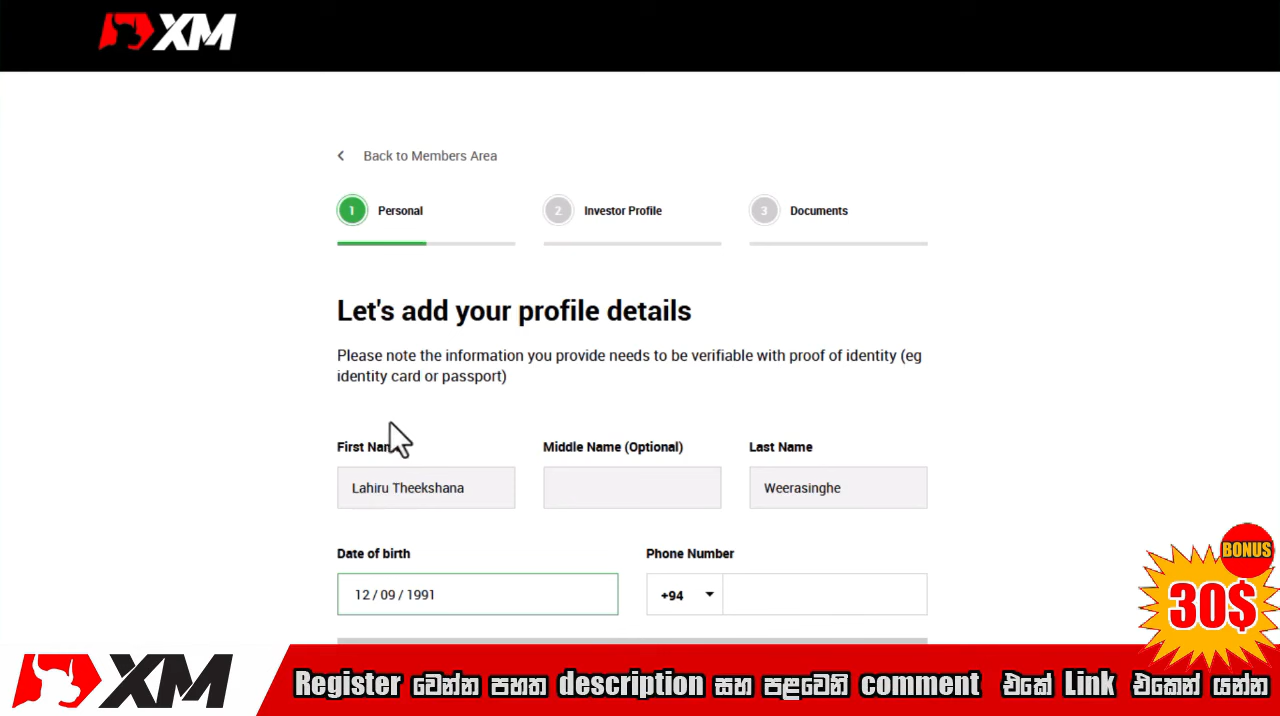 XM
Back to Members Area
1 Personal 2 Investor Profile 3 Documents
Let's add your profile details
Please note the information you provide needs to be verifiable with proof of identity (eg
identity card or passport)
First Nam Middle Name (Optional) Last Name
Lahiru Theekshana Weerasinghe
Date of birth Phone Number
12 / 09 / 1991 +94
BONUS
30$
XM Register වෙන්න පහත description සහ පළවෙනි comment එකේ Link එකෙන් යන්න